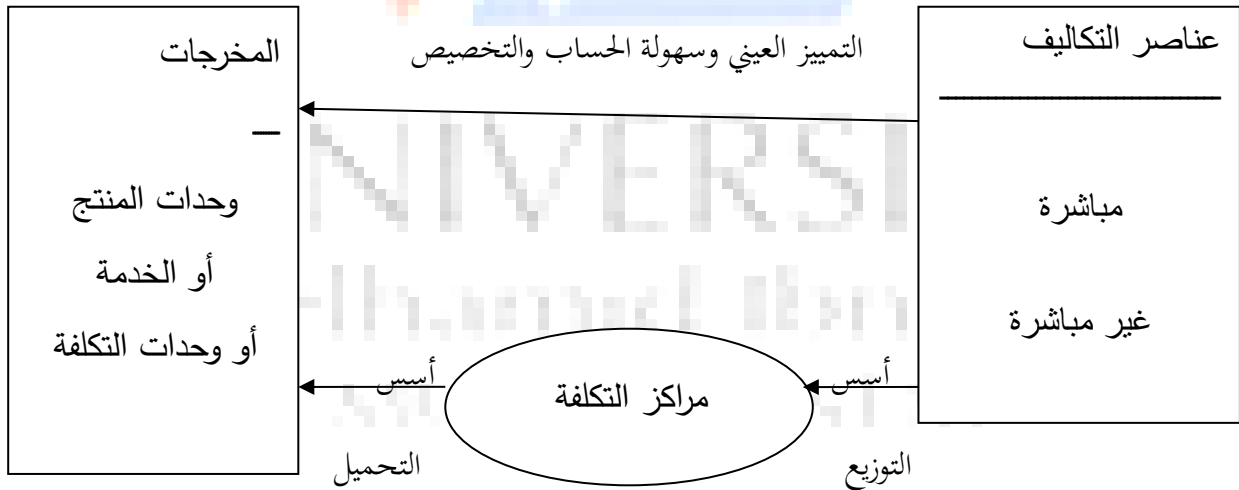 عناصر التكاليف
مباشرة
غير مباشرة
التمييز العيني وسهولة الحساب والتخصيص
أسس
التوزيع
مراكز التكلفة
أسس
التحميل
المخرجات
وحدات المنتج
أو الخدمة
أو وحدات التكلفة